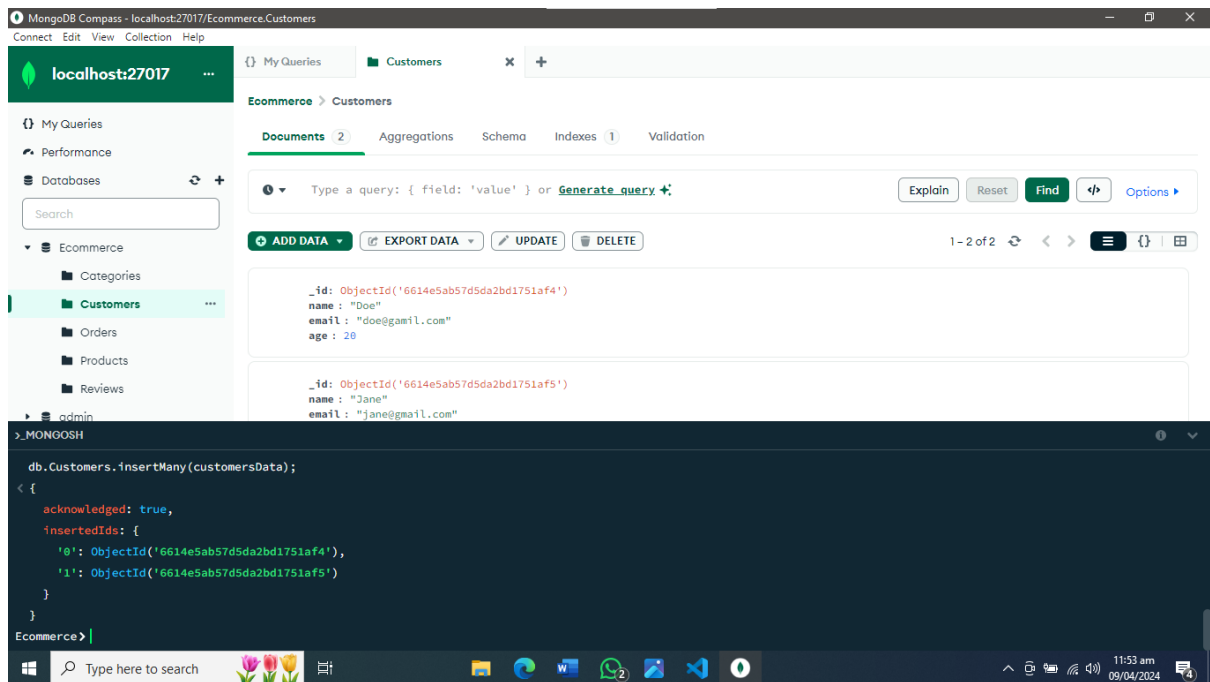 MongoDB Compass - localhost:27017/Ecommerce.Customers
Connect Edit View Collection Help
localhost:27017 ...
{} My Queries
Customers
Ecommerce > Customers
{} My Queries
Performance
Databases
Search
Ecommerce
Categories
Customers ...
Orders
Products
Reviews
admin
Documents 2 Aggregations Schema Indexes 1 Validation
Type a query: { field: 'value' } or Generate query
Explain Reset Find </> Options
ADD DATA EXPORT DATA UPDATE DELETE
1 – 2 of 2 {}
_id: ObjectId('6614e5ab57d5da2bd1751af4')
name : "Doe"
email : "doe@gamil.com"
age : 20
_id: ObjectId('6614e5ab57d5da2bd1751af5')
name : "Jane"
email : "jane@gmail.com"
>_MONGOSH
db.Customers.insertMany(customersData);
< {
acknowledged: true,
insertedIds: {
'0': ObjectId('6614e5ab57d5da2bd1751af4'),
'1': ObjectId('6614e5ab57d5da2bd1751af5')
}
}
Ecommerce>
Type here to search
2
11:53 am
09/04/2024
4